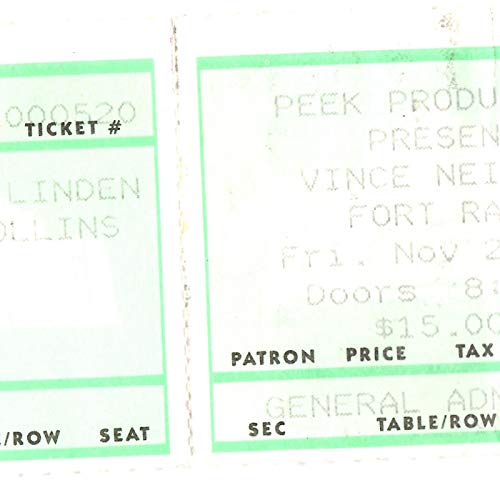 000520
TICKET #
LINDEN
OLLINS
/ROW SEAT
PEEK PRODU
PRESEN
VINCE NEI
FORT RA
Fri. Nov 2
Doors 8:
$15.00
PATRON PRICE TAX
GENERAL ADM
SEC TABLE/ROW